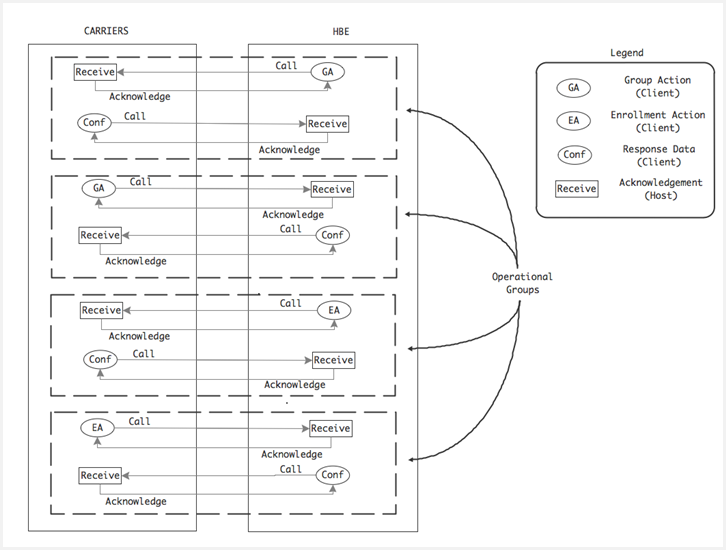 CARRIERS
HBE
Call
Receive
GA
Acknowledge
Conf
Call
Receive
Acknowledge
GA
Call
Receive
Acknowledge
Call
Receive
Conf
Acknowledge
Call
Receive
EA
Acknowledge
Conf
Call
Receive
Acknowledge
EA
Call
Receive
Acknowledge
Call
Receive
Conf
Acknowledge
Operational
Groups
Legend
GA
Group Action
(Client)
EA
Enrollment Action
(Client)
Conf
Response Data
(Client)
Receive
Acknowledgement
(Host)